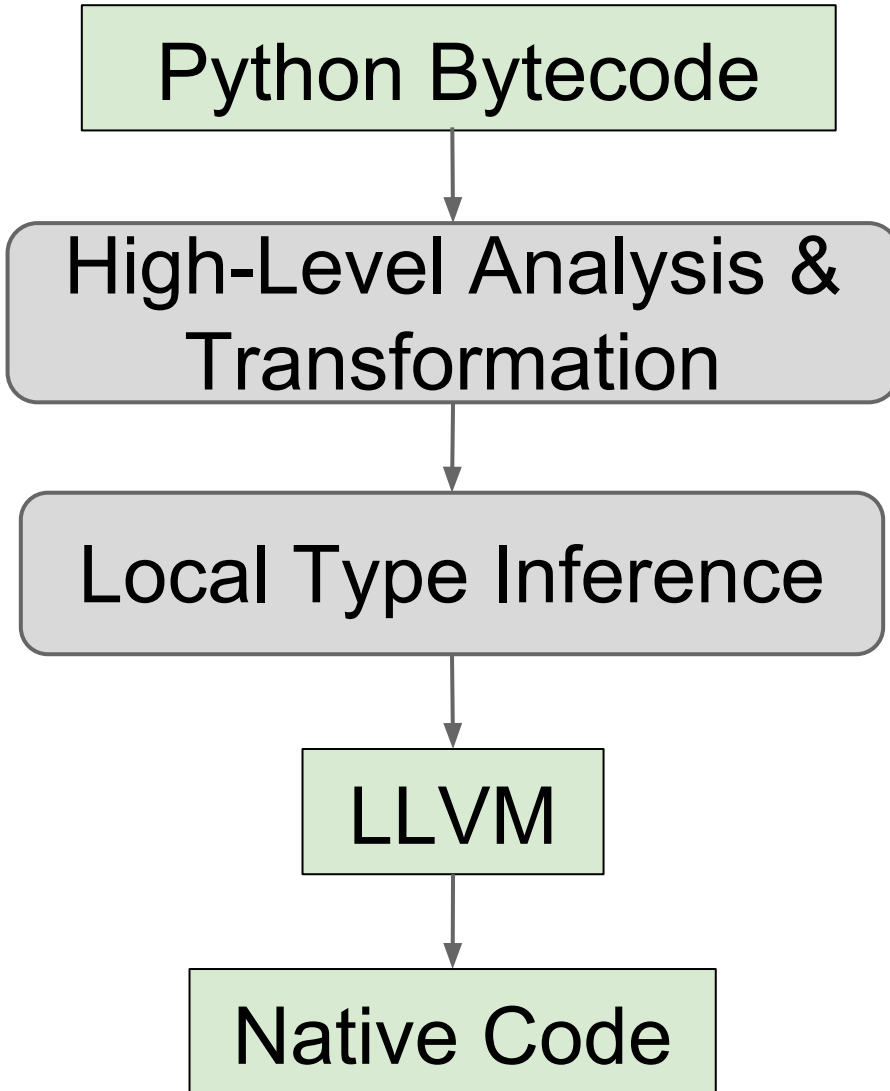 Python Bytecode
High-Level Analysis &
Transformation
Local Type Inference
LLVM
Native Code